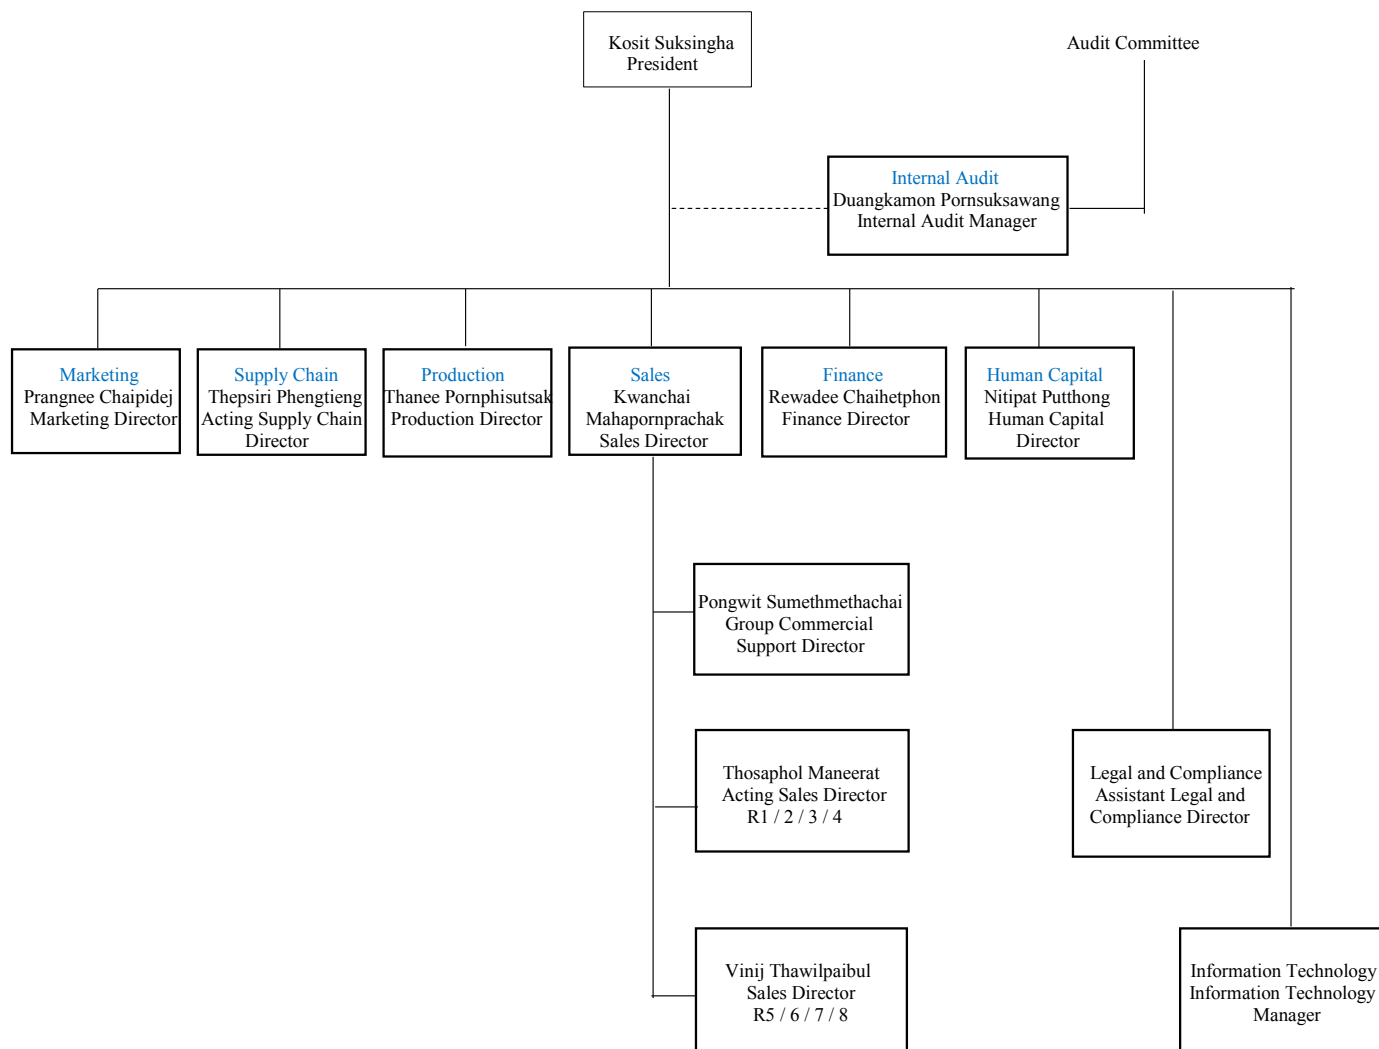 Kosit Suksingha
President
Audit Committee
Internal Audit
Duangkamon Pornsuksawang
Internal Audit Manager
Marketing
Prangnee Chaipidej
Marketing Director
Supply Chain
Thepsiri Phengtieng
Acting Supply Chain
Director
Production
Thanee Pornphisutsak
Production Director
Sales
Kwanchai
Mahapornprachak
Sales Director
Finance
Rewadee Chaihetphon
Finance Director
Human Capital
Nitipat Putthong
Human Capital
Director
Pongwit Sumethmethachai
Group Commercial
Support Director
Thosaphol Maneerat
Acting Sales Director
R1 / 2 / 3 / 4
Legal and Compliance
Assistant Legal and
Compliance Director
Vinij Thawilpaibul
Sales Director
R5 / 6 / 7 / 8
Information Technology
Information Technology
Manager